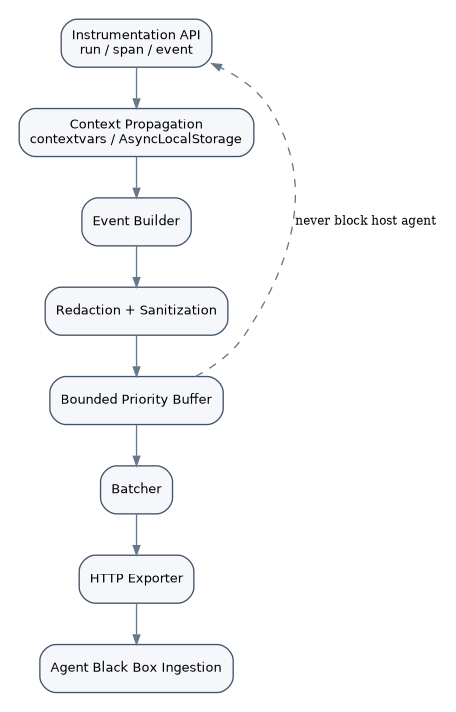 Instrumentation API
run / span / event
Context Propagation
contextvars / AsyncLocalStorage
Event Builder
never block host agent
Redaction + Sanitization
Bounded Priority Buffer
Batcher
HTTP Exporter
Agent Black Box Ingestion